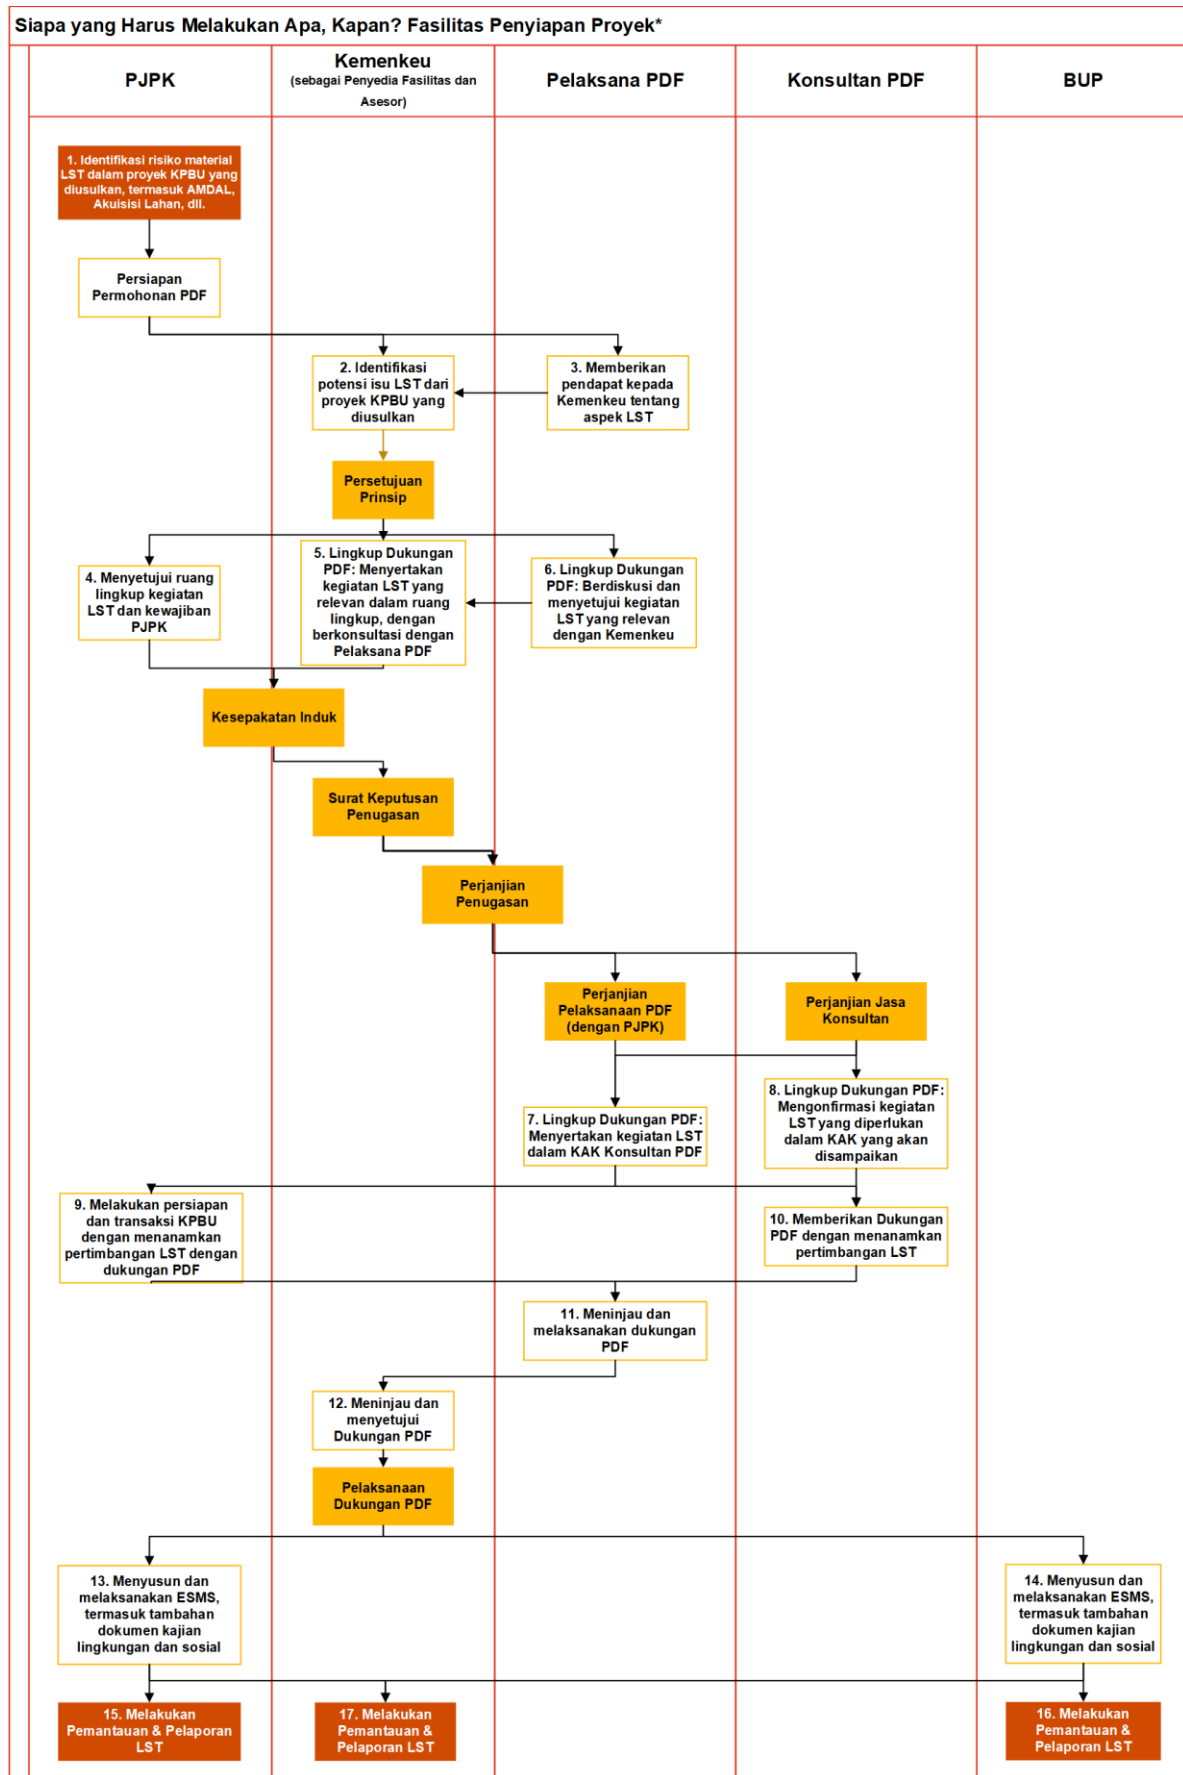 Siapa yang Harus Melakukan Apa, Kapan? Fasilitas Penyiapan Proyek*
PJPK
Kemenkeu
(sebagai Penyedia Fasilitas dan
Asesor)
Pelaksana PDF
Konsultan PDF
BUP
1. Identifikasi risiko material
LST dalam proyek KPBU yang
diusulkan, termasuk AMDAL,
Akuisisi Lahan, dll.
Persiapan
Permohonan PDF
2. Identifikasi
potensi isu LST dari
proyek KPBU yang
diusulkan
3. Memberikan
pendapat kepada
Kemenkeu tentang
aspek LST
Persetujuan
Prinsip
4. Menyetujui ruang
lingkup kegiatan
LST dan kewajiban
PJPK
5. Lingkup Dukungan
PDF: Menyertakan
kegiatan LST yang
relevan dalam ruang
lingkup, dengan
berkonsultasi dengan
Pelaksana PDF
6. Lingkup Dukungan
PDF: Berdiskusi dan
menyetujui kegiatan
LST yang relevan
dengan Kemenkeu
Kesepakatan Induk
Surat Keputusan
Penugasan
Perjanjian
Penugasan
Perjanjian
Pelaksanaan PDF
(dengan PJPK)
Perjanjian Jasa
Konsultan
7. Lingkup Dukungan PDF:
Menyertakan kegiatan LST
dalam KAK Konsultan PDF
8. Lingkup Dukungan PDF:
Mengonfirmasi kegiatan
LST yang diperlukan
dalam KAK yang akan
disampaikan
9. Melakukan persiapan
dan transaksi KPBU
dengan menanamkan
pertimbangan LST dengan
dukungan PDF
10. Memberikan Dukungan
PDF dengan menanamkan
pertimbangan LST
11. Meninjau dan
melaksanakan dukungan
PDF
12. Meninjau dan
menyetujui
Dukungan PDF
Pelaksanaan
Dukungan PDF
13. Menyusun dan
melaksanakan ESMS,
termasuk tambahan
dokumen kajian
lingkungan dan sosial
14. Menyusun dan
melaksanakan ESMS,
termasuk tambahan
dokumen kajian
lingkungan dan sosial
15. Melakukan
Pemantauan & Pelaporan
LST
17. Melakukan
Pemantauan &
Pelaporan LST
16. Melakukan
Pemantauan &
Pelaporan LST